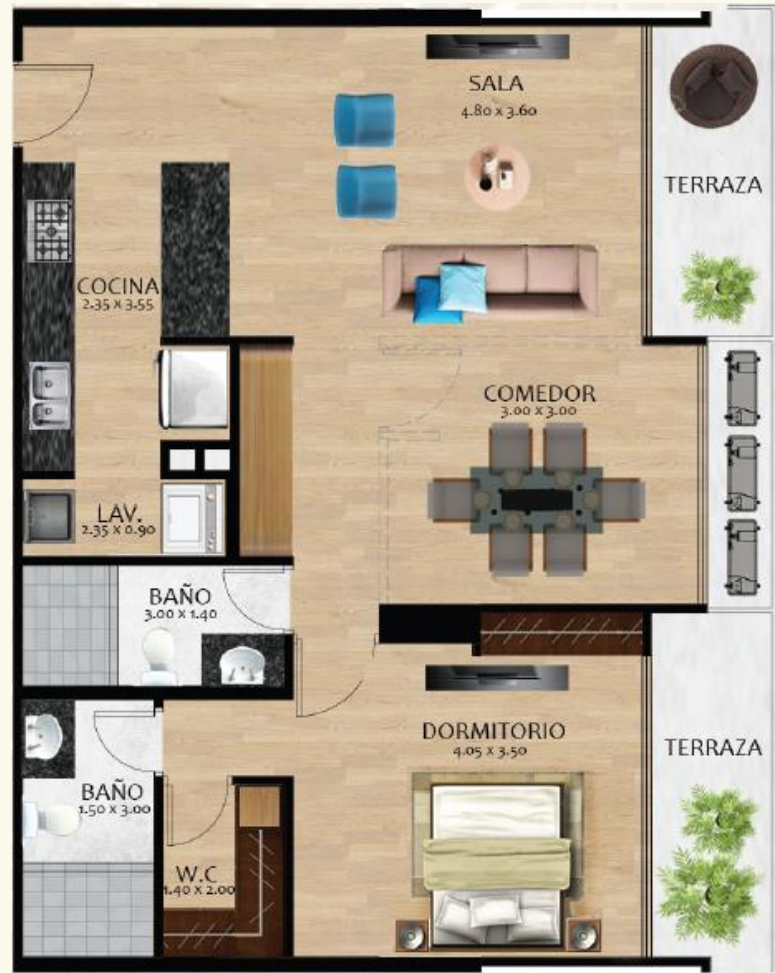 SALA
4.80 x 3.60
TERRAZA
COCINA
2.35 x 3.55
COMEDOR
3.00 x 3.00
LAV.
2.35 x 0.90
BAÑO
3.00 x 1.40
DORMITORIO
4.05 x 3.50
TERRAZA
BAÑO
1.50 x 3.00
W.C
1.40 x 2.00